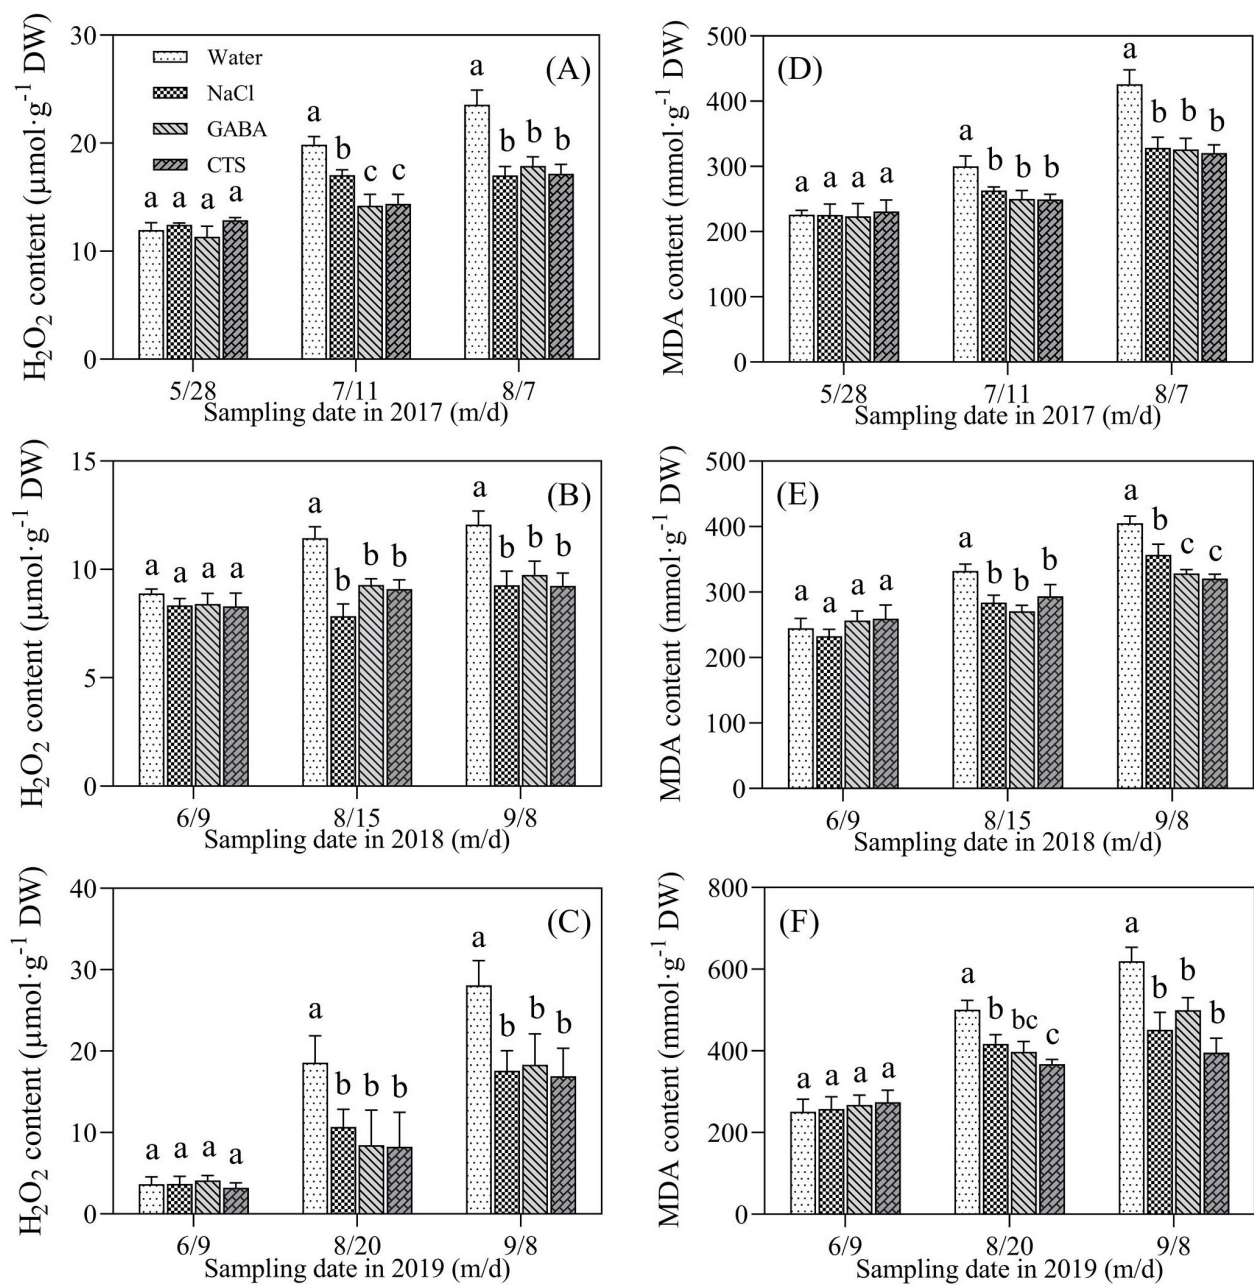 H₂O₂ content (μmol·g⁻¹ DW)
30
20
10
0
Water
NaCl
GABA
CTS
(A)
a a a a
a b c c
a b b b
5/28 7/11 8/7
Sampling date in 2017 (m/d)
MDA content (mmol·g⁻¹ DW)
500
400
300
200
100
0
(D)
a a a a
a b b b
a b b b
5/28 7/11 8/7
Sampling date in 2017 (m/d)
H₂O₂ content (μmol·g⁻¹ DW)
15
10
5
0
(B)
a a a a
a b b b
a b b b
6/9 8/15 9/8
Sampling date in 2018 (m/d)
MDA content (mmol·g⁻¹ DW)
500
400
300
200
100
0
(E)
a a a a
a b b b
a b c c
6/9 8/15 9/8
Sampling date in 2018 (m/d)
H₂O₂ content (μmol·g⁻¹ DW)
40
30
20
10
0
(C)
a a a a
a b b b
a b b b
6/9 8/20 9/8
Sampling date in 2019 (m/d)
MDA content (mmol·g⁻¹ DW)
800
600
400
200
0
(F)
a a a a
a b bc c
a b b b
6/9 8/20 9/8
Sampling date in 2019 (m/d)